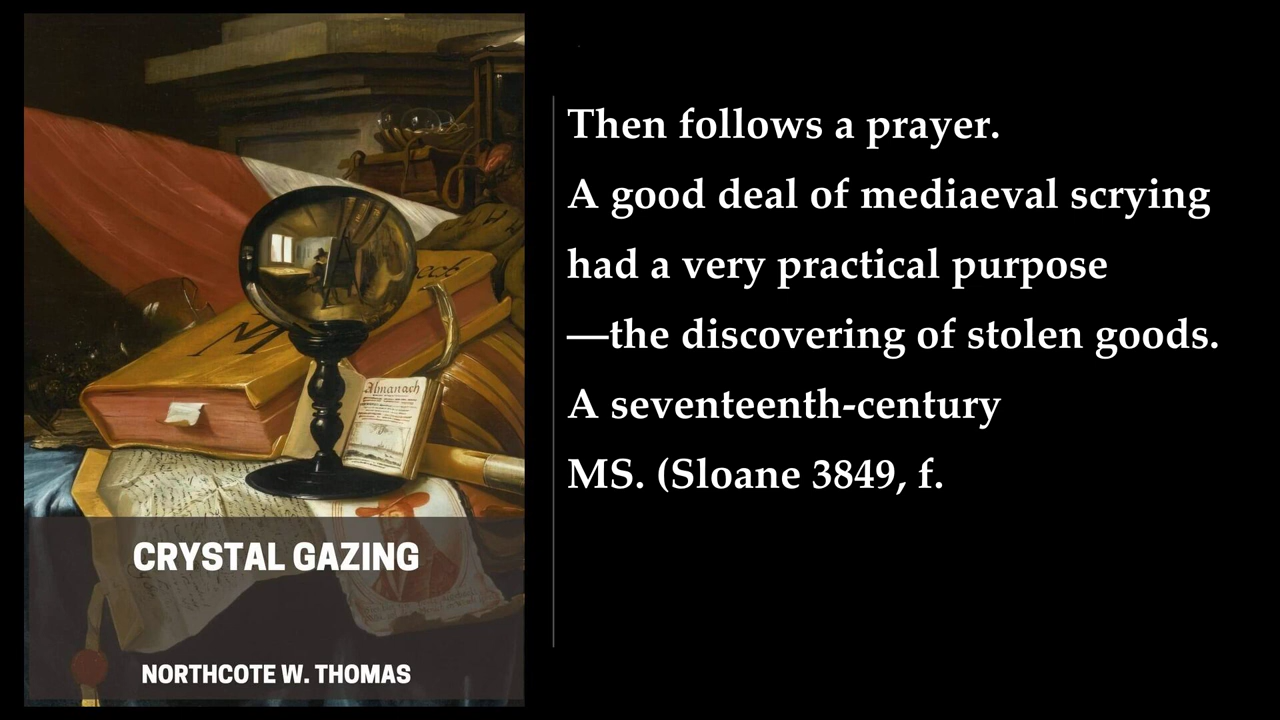 Then follows a prayer.
A good deal of mediaeval scrying
had a very practical purpose
—the discovering of stolen goods.
A seventeenth-century
MS. (Sloane 3849, f.
Almanach
CRYSTAL GAZING
NORTHCOTE W. THOMAS